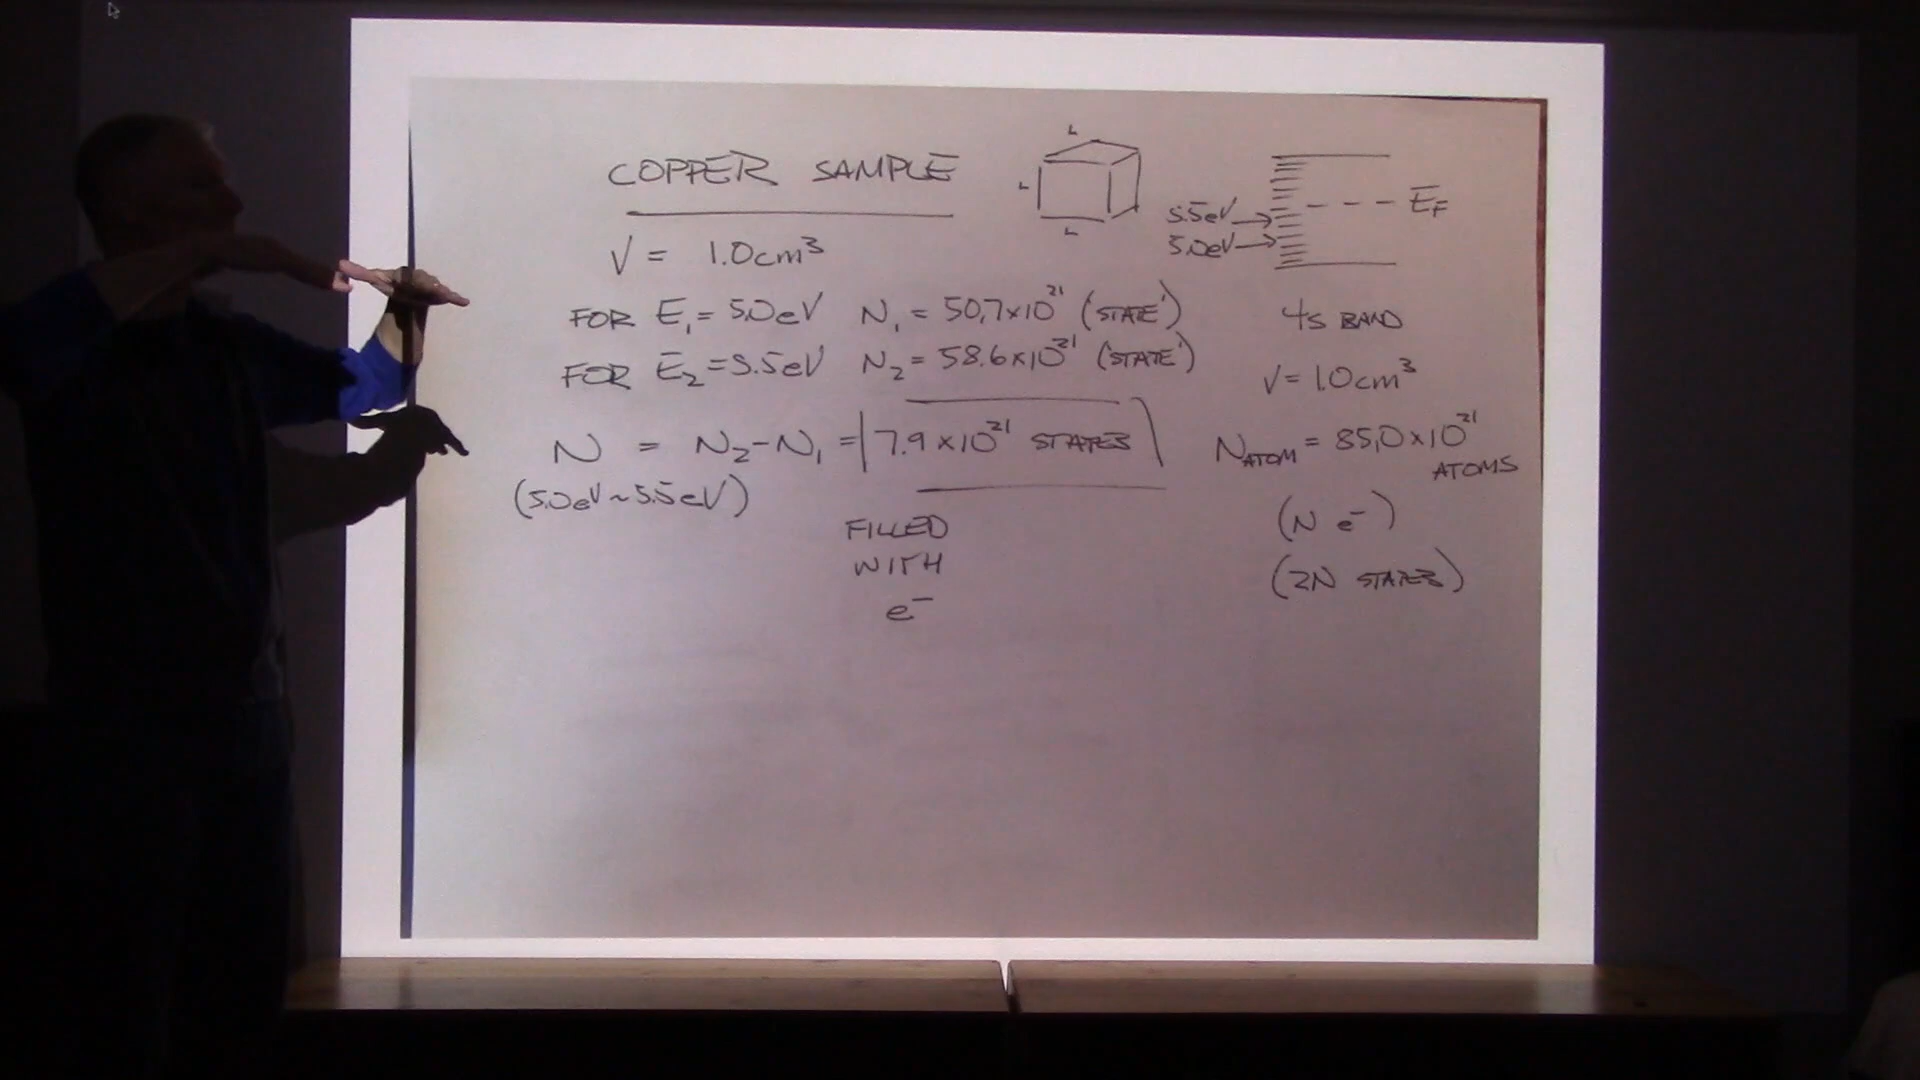 COPPER SAMPLE
L
L
L
5.5eV
5.0eV
E_F
V = 1.0cm³
FOR E₁ = 5.0eV N₁ = 50.7×10²¹ (STATE')
FOR E₂ = 5.5eV N₂ = 58.6×10²¹ (STATE')
N = N₂-N₁ = 7.9×10²¹ STATES
(5.0eV ~ 5.5eV)
FILLED
WITH
e⁻
4S BAND
V = 1.0cm³
N_ATOM = 85.0×10²¹
ATOMS
(N e⁻)
(2N STATES)